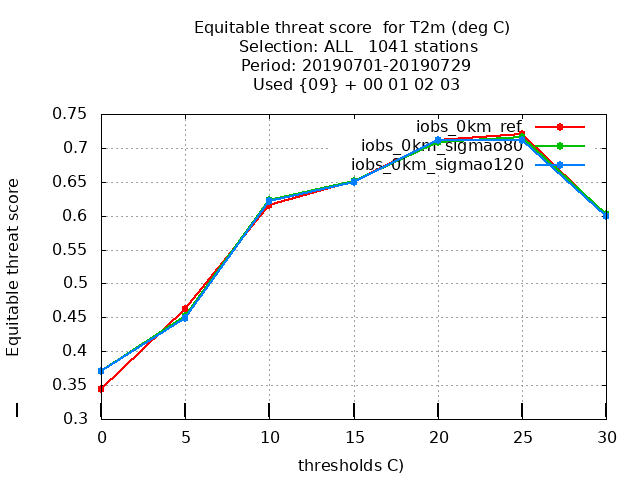 Equitable threat score  for T2m (deg C)
Selection: ALL   1041 stations
Period: 20190701-20190729
Used {09} + 00 01 02 03
iobs_0km_ref
iobs_0km_sigmao80
iobs_0km_sigmao120
Equitable threat score
0.75
0.7
0.65
0.6
0.55
0.5
0.45
0.4
0.35
0.3
0 5 10 15 20 25 30
thresholds C)